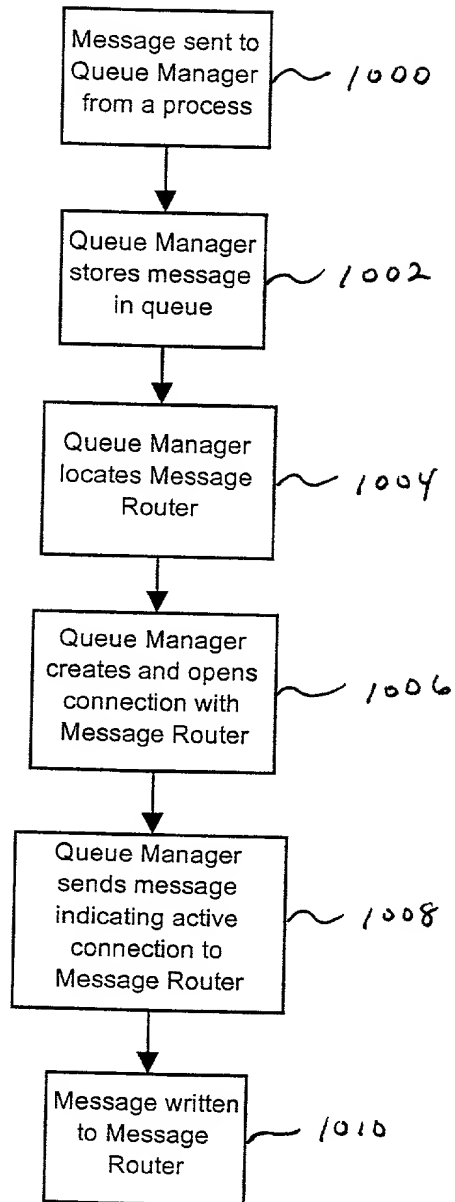 Message sent to
Queue Manager
from a process
1000
Queue Manager
stores message
in queue
1002
Queue Manager
locates Message
Router
1004
Queue Manager
creates and opens
connection with
Message Router
1006
Queue Manager
sends message
indicating active
connection to
Message Router
1008
Message written
to Message
Router
1010